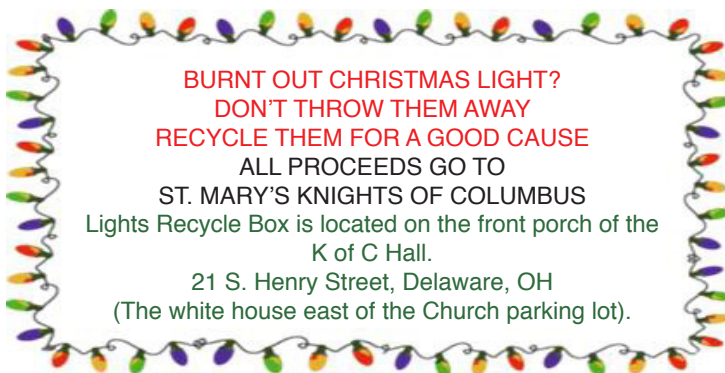 BURNT OUT CHRISTMAS LIGHT?
DON'T THROW THEM AWAY
RECYCLE THEM FOR A GOOD CAUSE
ALL PROCEEDS GO TO
ST. MARY'S KNIGHTS OF COLUMBUS
Lights Recycle Box is located on the front porch of the
K of C Hall.
21 S. Henry Street, Delaware, OH
(The white house east of the Church parking lot).